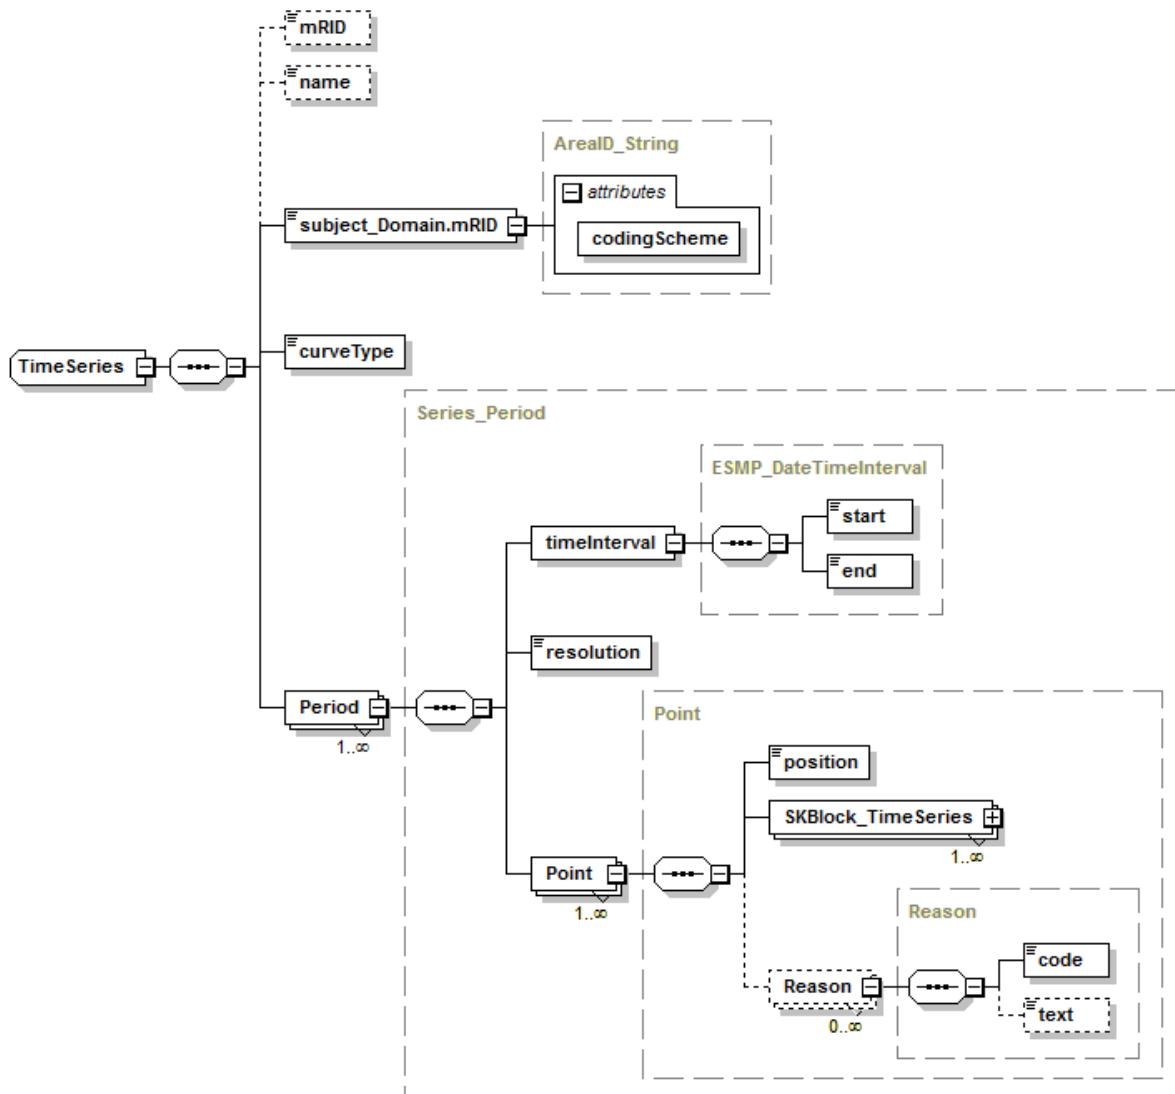 mRID
name
AreaID_String
attributes
subject_Domain.mRID
codingScheme
TimeSeries
curveType
Series_Period
ESMP_DateTimeInterval
start
timeInterval
end
resolution
Period
1..∞
Point
position
SKBlock_TimeSeries
1..∞
Point
1..∞
Reason
code
Reason
0..∞
text